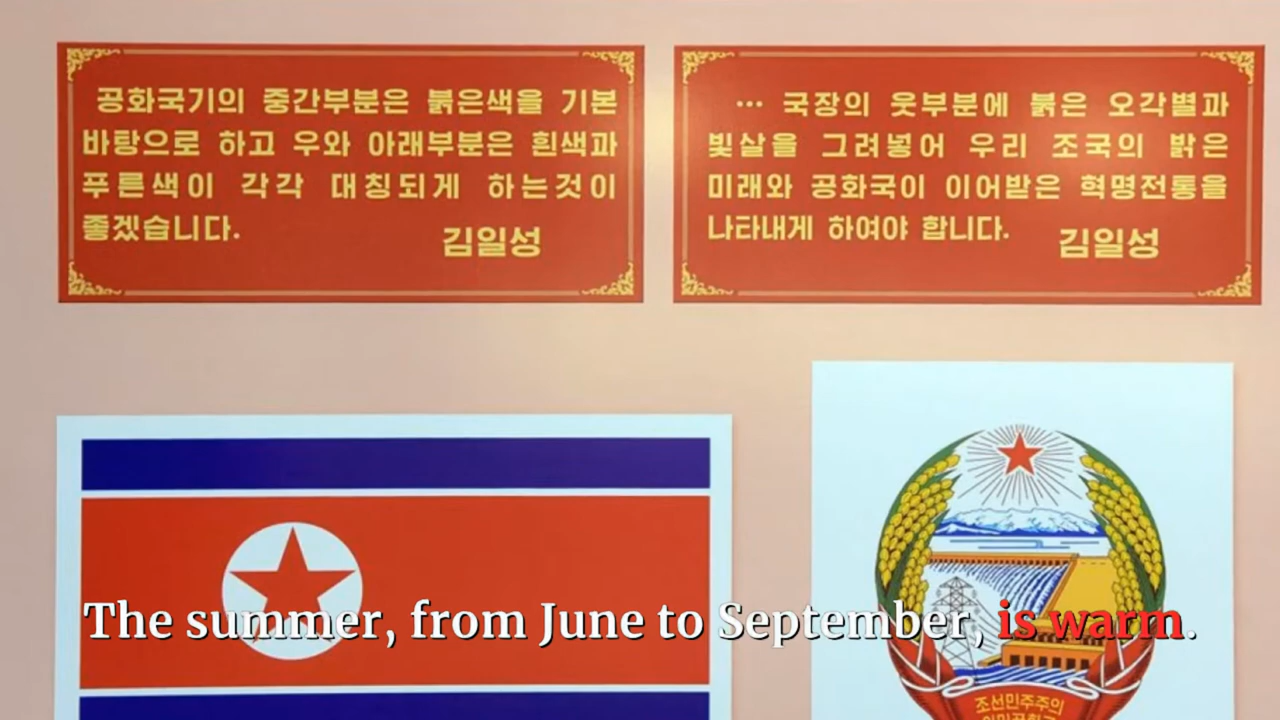 공화국기의 중간부분은 붉은색을 기본
바탕으로 하고 우와 아래부분은 흰색과
푸른색이 각각 대칭되게 하는것이
좋겠습니다.
김일성
… 국장의 웃부분에 붉은 오각별과
빛살을 그려넣어 우리 조국의 밝은
미래와 공화국이 이어받은 혁명전통을
나타내게 하여야 합니다.
김일성
The summer, from June to September, is warm.
조선민주주의